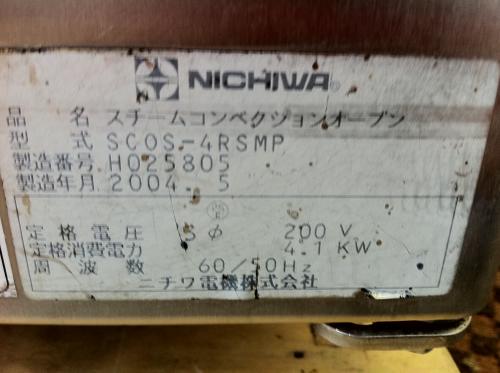 NICHIWA
品名 スチームコンベクションオーブン
型式 SCOS-4RSMP
製造番号 H025805
製造年月 2004. 5
定格電圧 3Φ 200 V
定格消費電力 4.1 KW
周波数 60/50Hz
ニチワ電機株式会社